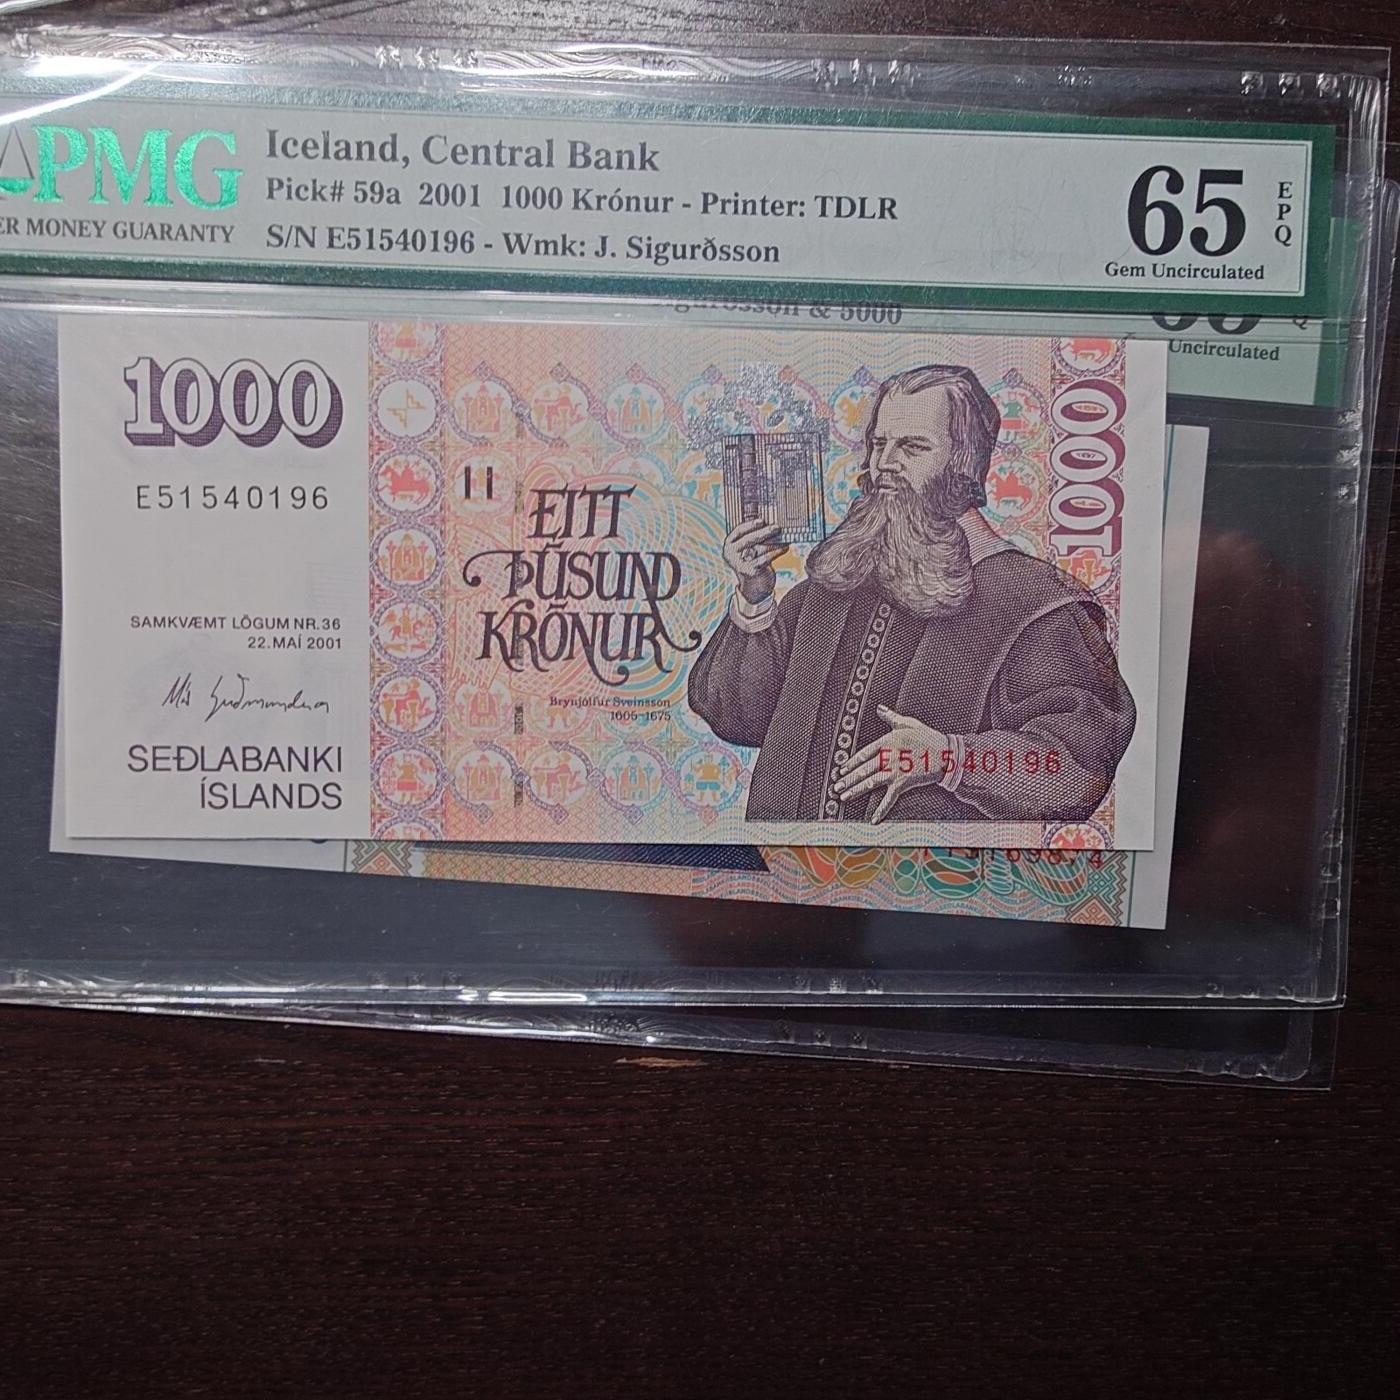 PMG
ER MONEY GUARANTY
Iceland, Central Bank
Pick# 59a 2001 1000 Krónur - Printer: TDLR
S/N E51540196 - Wmk: J. Sigurðsson
65
EPQ
Gem Uncirculated
& 5000
Uncirculated
1000
E51540196
SAMKVÆMT LÖGUM NR. 36
22. MAÍ 2001
SEÐLABANKI
ÍSLANDS
EITT
ÞÚSUND
KRÓNUR
Brynjólfur Sveinsson
1605-1675
1000
E51540196